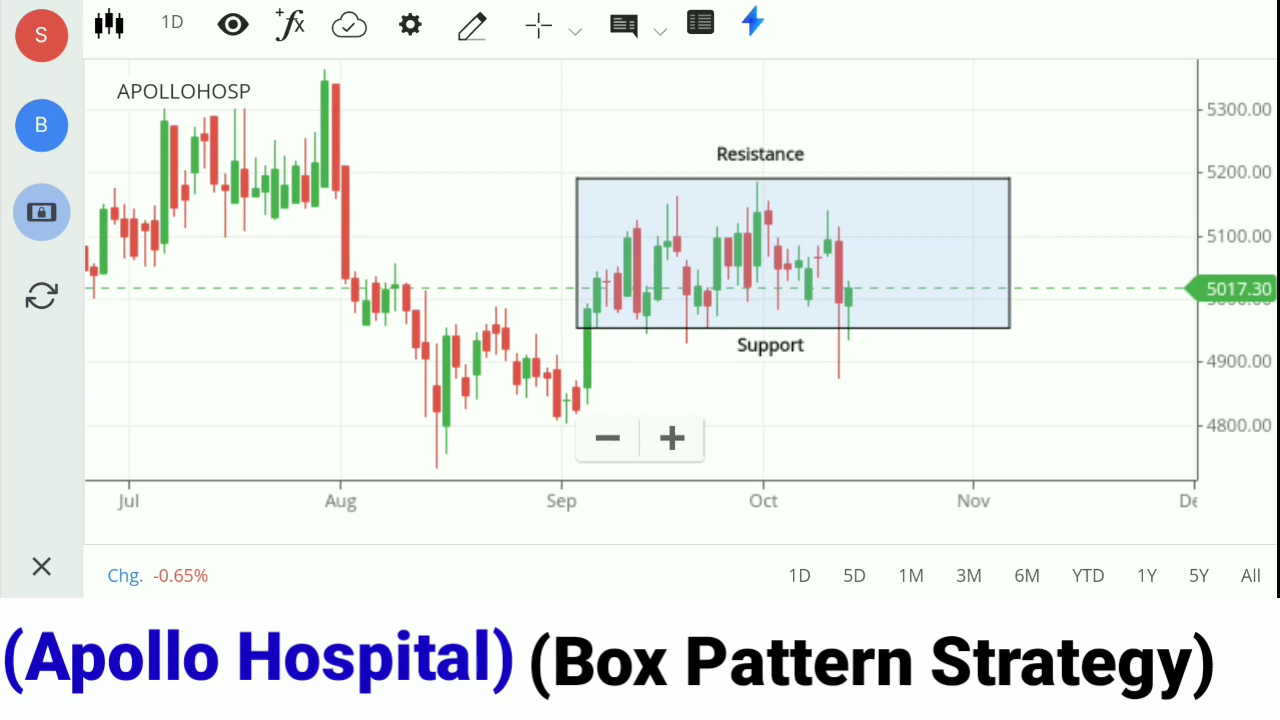 S
1D
fx
B
APOLLOHOSP
5300.00
Resistance
5200.00
5100.00
5017.30
Support
4900.00
4800.00
Jul Aug Sep Oct Nov
Chg. -0.65%
1D 5D 1M 3M 6M YTD 1Y 5Y All
(Apollo Hospital) (Box Pattern Strategy)